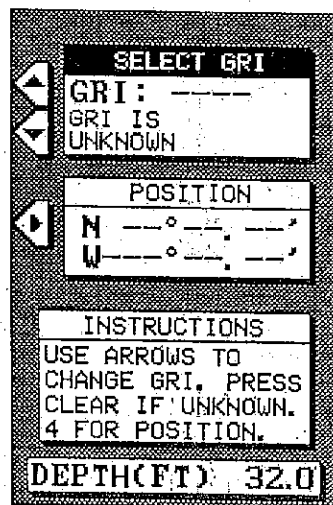 SELECT GRI
GRI: ----
GRI IS
UNKNOWN
POSITION
N --°--.--'
W---°--.--'
INSTRUCTIONS
USE ARROWS TO
CHANGE GRI. PRESS
CLEAR IF UNKNOWN.
4 FOR POSITION.
DEPTH(FT) 32.0